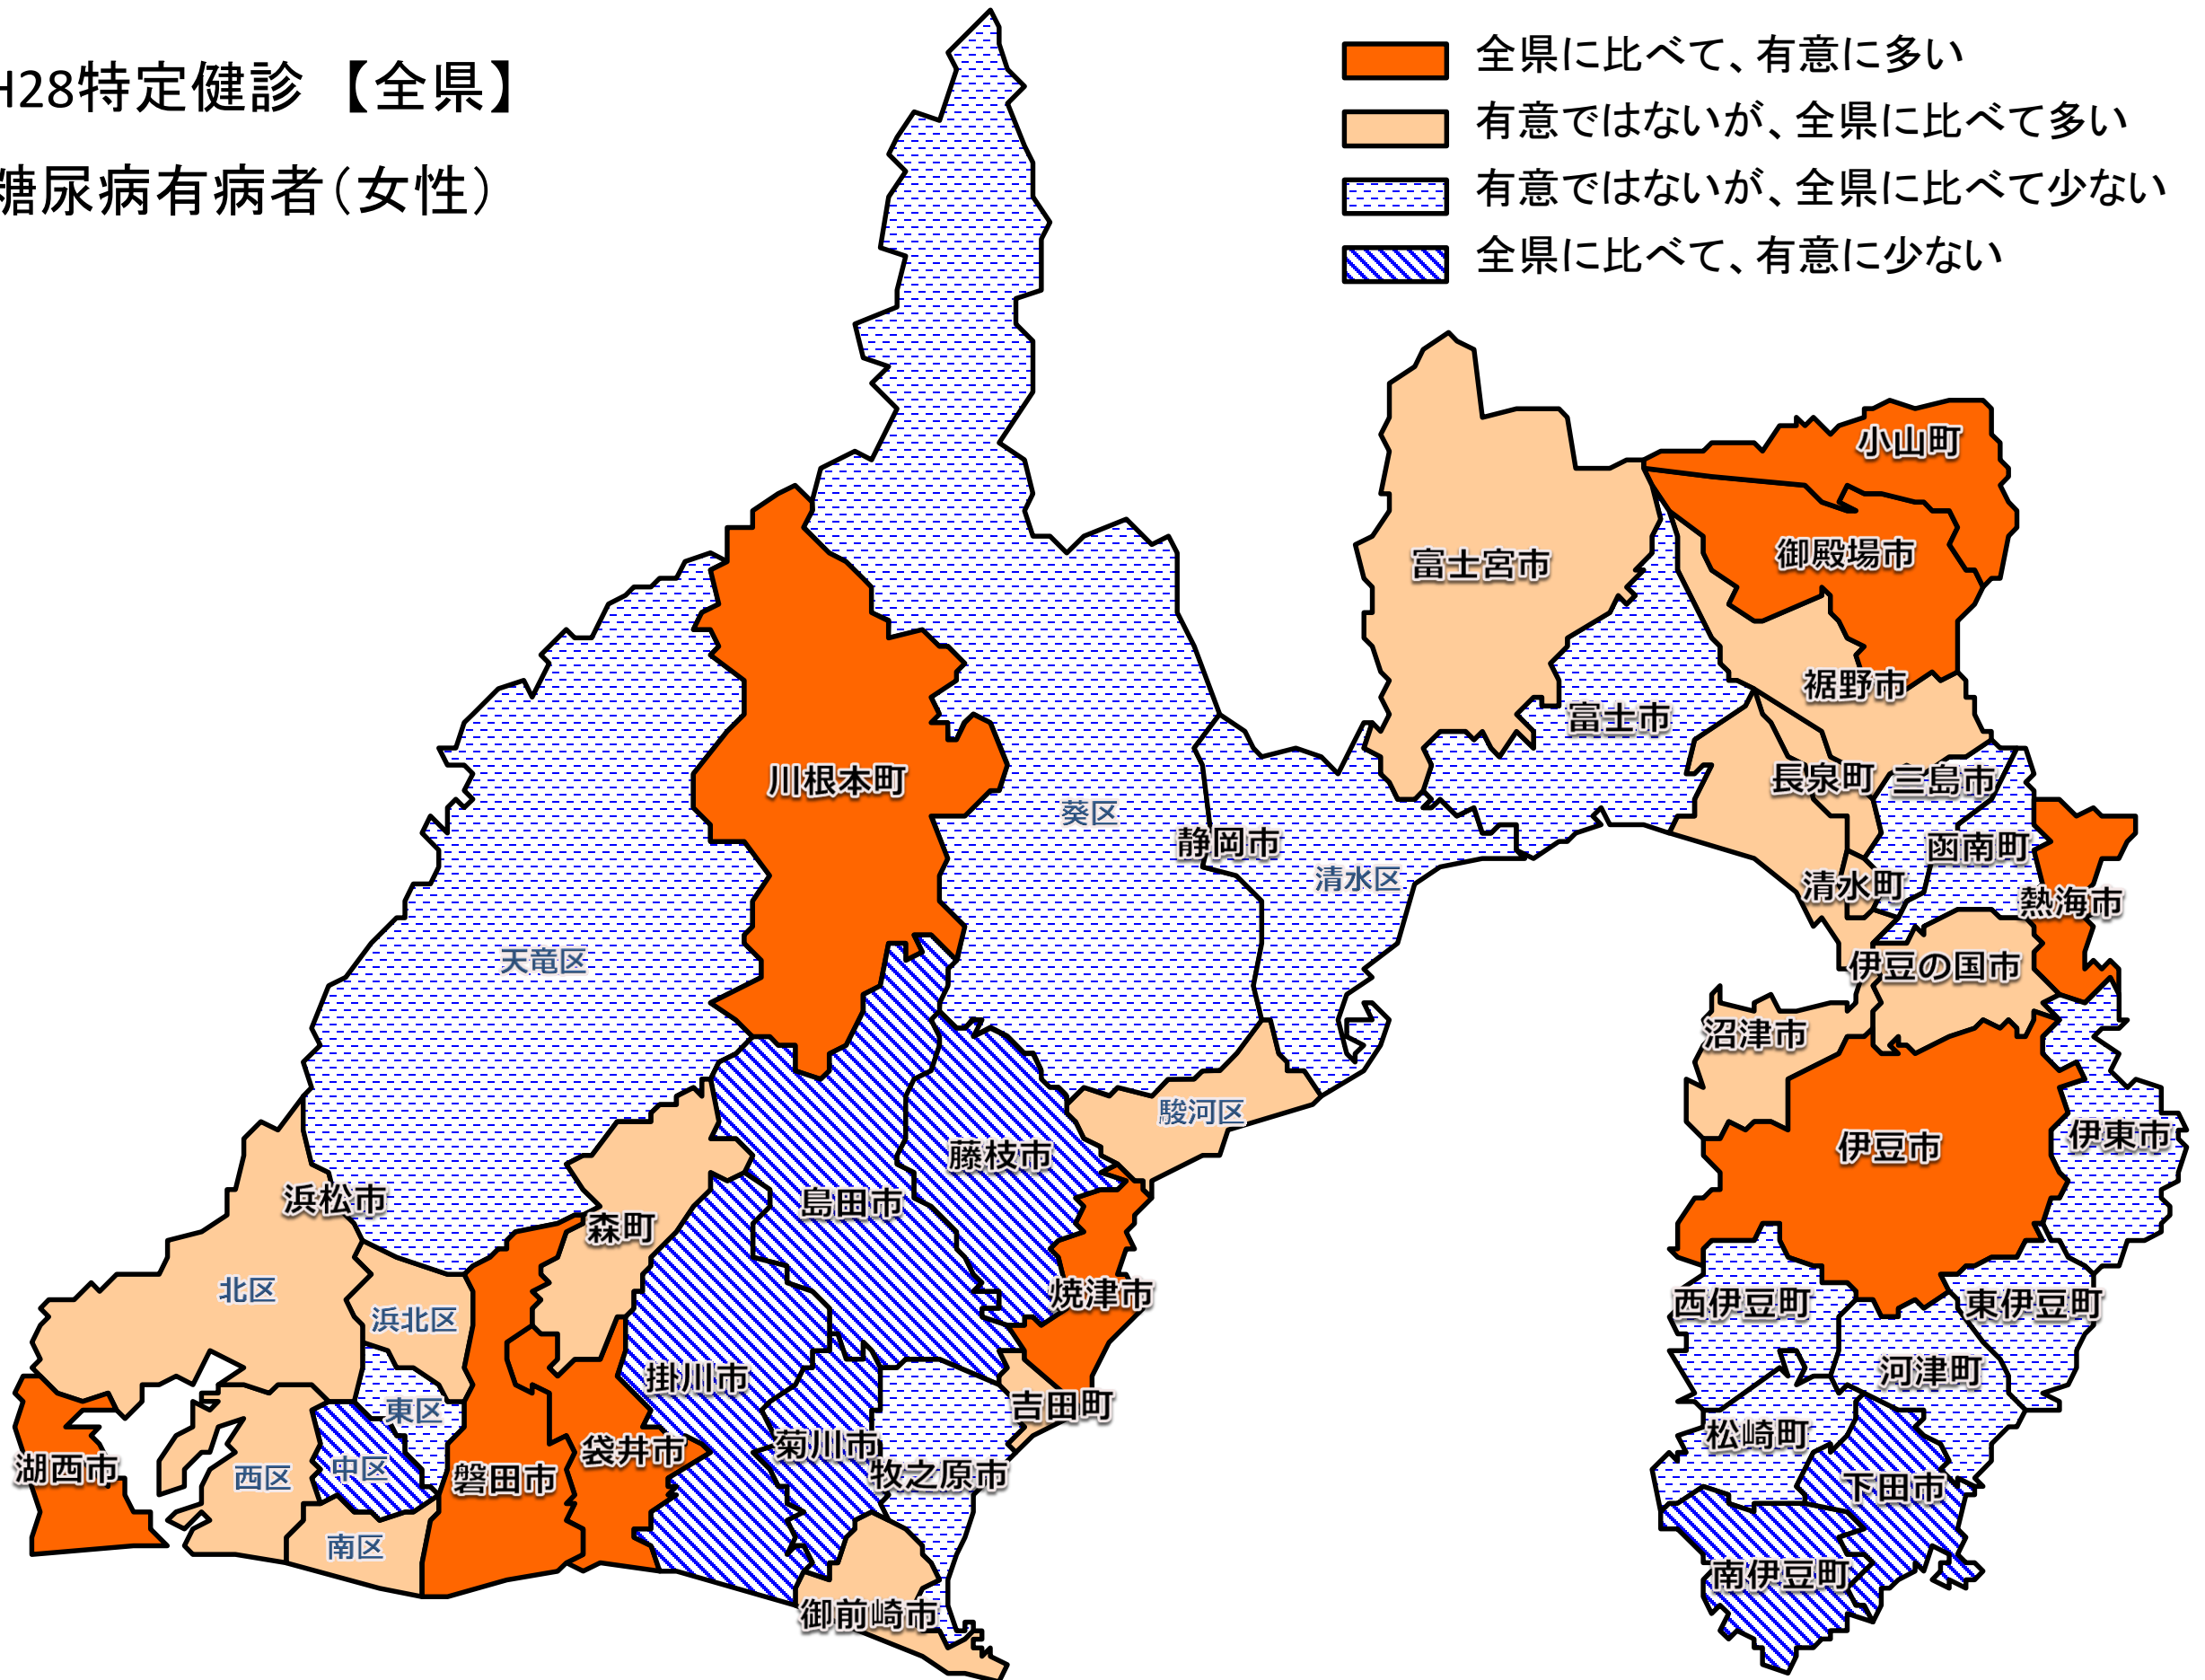 H28特定健診 【全県】
糖尿病有病者（女性）
全県に比べて、有意に多い
有意ではないが、全県に比べて多い
有意ではないが、全県に比べて少ない
全県に比べて、有意に少ない
小山町
御殿場市
富士宮市
裾野市
富士市
川根本町
長泉町
三島市
葵区
静岡市
函南町
清水区
清水町
熱海市
天竜区
伊豆の国市
沼津市
駿河区
伊東市
伊豆市
藤枝市
浜松市
島田市
森町
北区
焼津市
西伊豆町
東伊豆町
浜北区
掛川市
河津町
東区
吉田町
松崎町
菊川市
袋井市
湖西市
中区
西区
磐田市
牧之原市
下田市
南区
南伊豆町
御前崎市